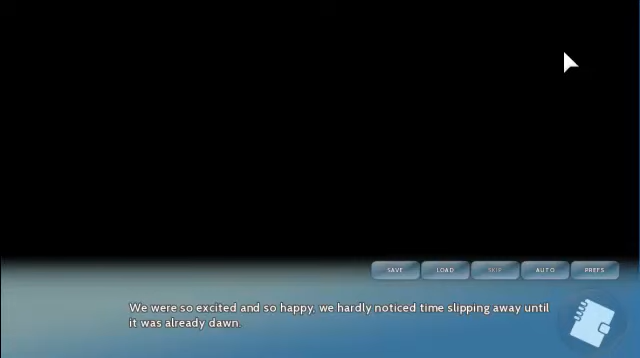 SAVE LOAD SKIP AUTO PREFS
We were so excited and so happy, we hardly noticed time slipping away until
it was already dawn.